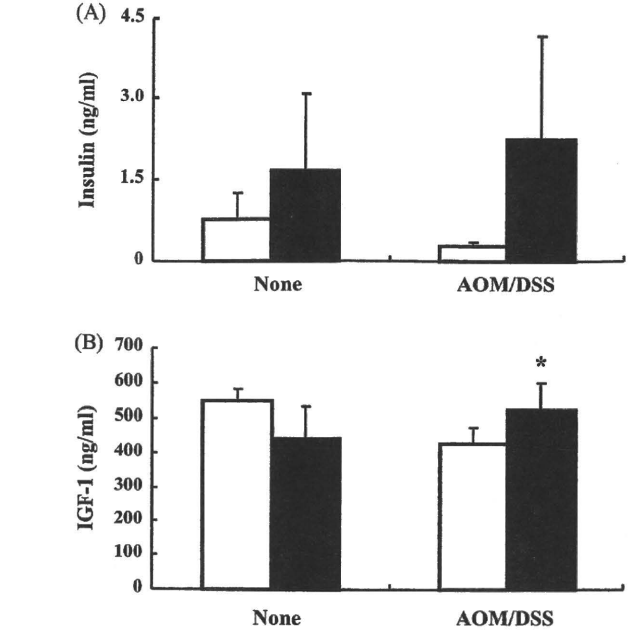 (A)
4.5
3.0
1.5
0
Insulin (ng/ml)
None AOM/DSS
(B)
700
600
500
400
300
200
100
0
IGF-1 (ng/ml)
*
None AOM/DSS